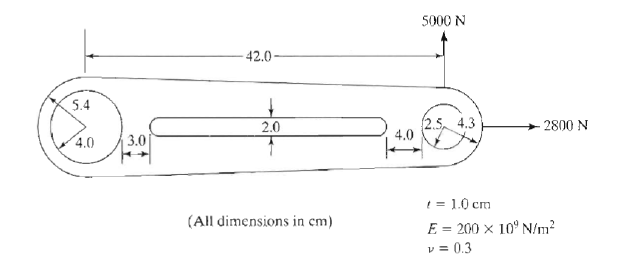 5000 N
42.0
5.4
4.0
3.0
2.0
4.0
2.5
4.3
2800 N
(All dimensions in cm)
t = 1.0 cm
E = 200 × 10⁹ N/m²
ν = 0.3